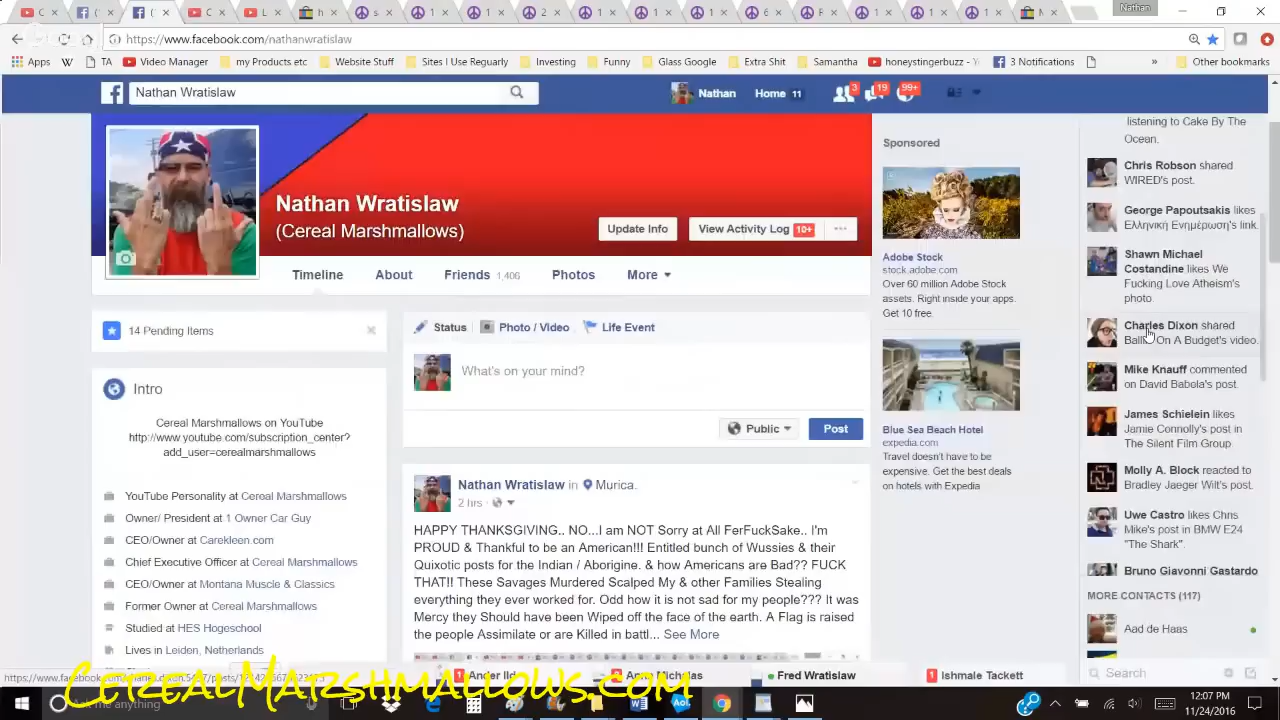 Nathan
https://www.facebook.com/nathanwratislaw
Apps
TA
Video Manager
my Products etc
Website Stuff
Sites I Use Reguarly
Investing
Funny
Glass Google
Extra Shit
Samantha
honeystingerbuzz
3 Notifications
»
Other bookmarks
Nathan Wratislaw
Nathan
Home 11
3
19
99+
Nathan Wratislaw
(Cereal Marshmallows)
Update Info
View Activity Log 10+
Timeline
About
Friends 1,406
Photos
More
14 Pending Items
Intro
Cereal Marshmallows on YouTube
http://www.youtube.com/subscription_center?
add_user=cerealmarshmallows
YouTube Personality at Cereal Marshmallows
Owner/ President at 1 Owner Car Guy
CEO/Owner at Carekleen.com
Chief Executive Officer at Cereal Marshmallows
CEO/Owner at Montana Muscle & Classics
Former Owner at Cereal Marshmallows
Studied at HES Hogeschool
Lives in Leiden, Netherlands
Status
Photo / Video
Life Event
What's on your mind?
Public
Post
Nathan Wratislaw in Murica.
2 hrs
HAPPY THANKSGIVING.. NO...I am NOT Sorry at All FerFuckSake.. I'm
PROUD & Thankful to be an American!!! Entitled bunch of Wussies & their
Quixotic posts for the Indian / Aborigine. & how Americans are Bad?? FUCK
THAT!! These Savages Murdered Scalped My & other Families Stealing
everything they ever worked for. Odd how it is not sad for my people??? It was
Mercy they Should have been Wiped off the face of the earth. A Flag is raised
the people Assimilate or are Killed in battl... See More
Sponsored
Adobe Stock
stock.adobe.com
Over 60 million Adobe Stock
assets. Right inside your apps.
Get 10 free.
Blue Sea Beach Hotel
expedia.com
Travel doesn't have to be
expensive. Get the best deals
on hotels with Expedia
listening to Cake By The
Ocean.
Chris Robson shared
WIRED's post.
George Papoutsakis likes
Ελληνική Ενημέρωση's link.
Shawn Michael
Costandine likes We
Fucking Love Atheism's
photo.
Charles Dixon shared
On A Budget's video.
Mike Knauff commented
on David Babola's post.
James Schielein likes
Jamie Connolly's post in
The Silent Film Group.
Molly A. Block reacted to
Bradley Jaeger Wilt's post.
Uwe Castro likes Chris
Mike's post in BMW E24
"The Shark".
Bruno Giavonni Gastardo
MORE CONTACTS (117)
Aad de Haas
Search
Fred Wratislaw
1 Ishmale Tackett
CerealMarshmallows.com
12:07 PM
11/24/2016